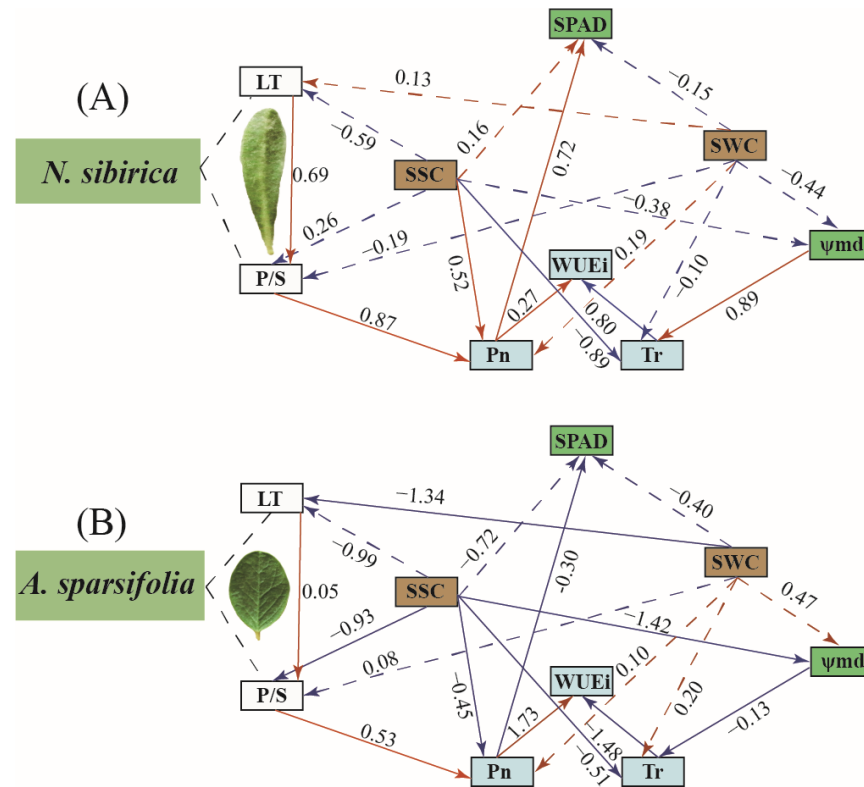 SPAD
(A)
LT
0.13
−0.15
N. sibirica
−0.59
0.16
SWC
0.69
SSC
0.72
−0.44
0.26
−0.38
−0.19
0.19
ψmd
P/S
WUEi
−0.10
0.52
0.27
0.80
0.89
0.87
Pn
−0.89
Tr
SPAD
(B)
LT
−1.34
−0.40
−0.99
−0.72
A. sparsifolia
SSC
-0.30
SWC
0.05
0.47
−0.93
−1.42
0.08
0.10
ψmd
P/S
−0.45
WUEi
0.20
0.53
1.73
−1.48
−0.13
−0.51
Pn
Tr